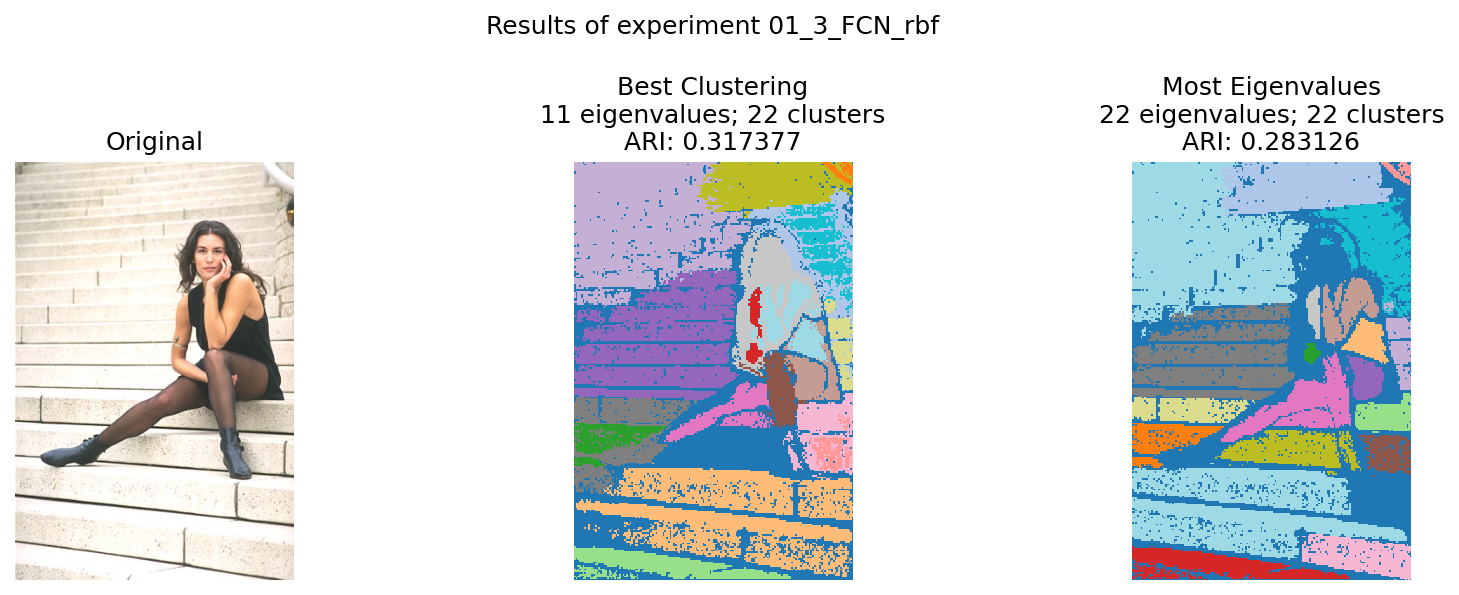 Results of experiment 01_3_FCN_rbf
Original
Best Clustering
11 eigenvalues; 22 clusters
ARI: 0.317377
Most Eigenvalues
22 eigenvalues; 22 clusters
ARI: 0.283126